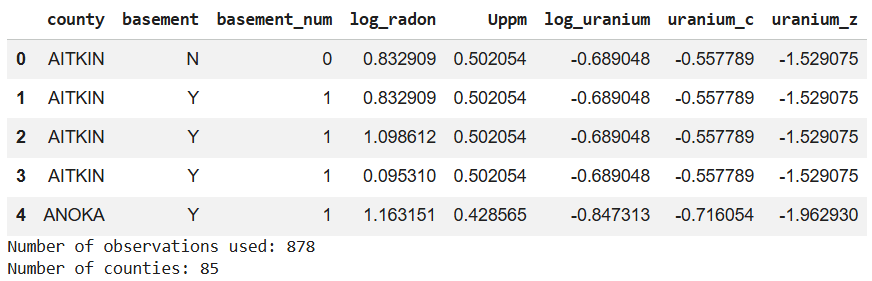 county basement basement_num log_radon Uppm log_uranium uranium_c uranium_z
0 AITKIN N 0 0.832909 0.502054 -0.689048 -0.557789 -1.529075
1 AITKIN Y 1 0.832909 0.502054 -0.689048 -0.557789 -1.529075
2 AITKIN Y 1 1.098612 0.502054 -0.689048 -0.557789 -1.529075
3 AITKIN Y 1 0.095310 0.502054 -0.689048 -0.557789 -1.529075
4 ANOKA Y 1 1.163151 0.428565 -0.847313 -0.716054 -1.962930
Number of observations used: 878
Number of counties: 85